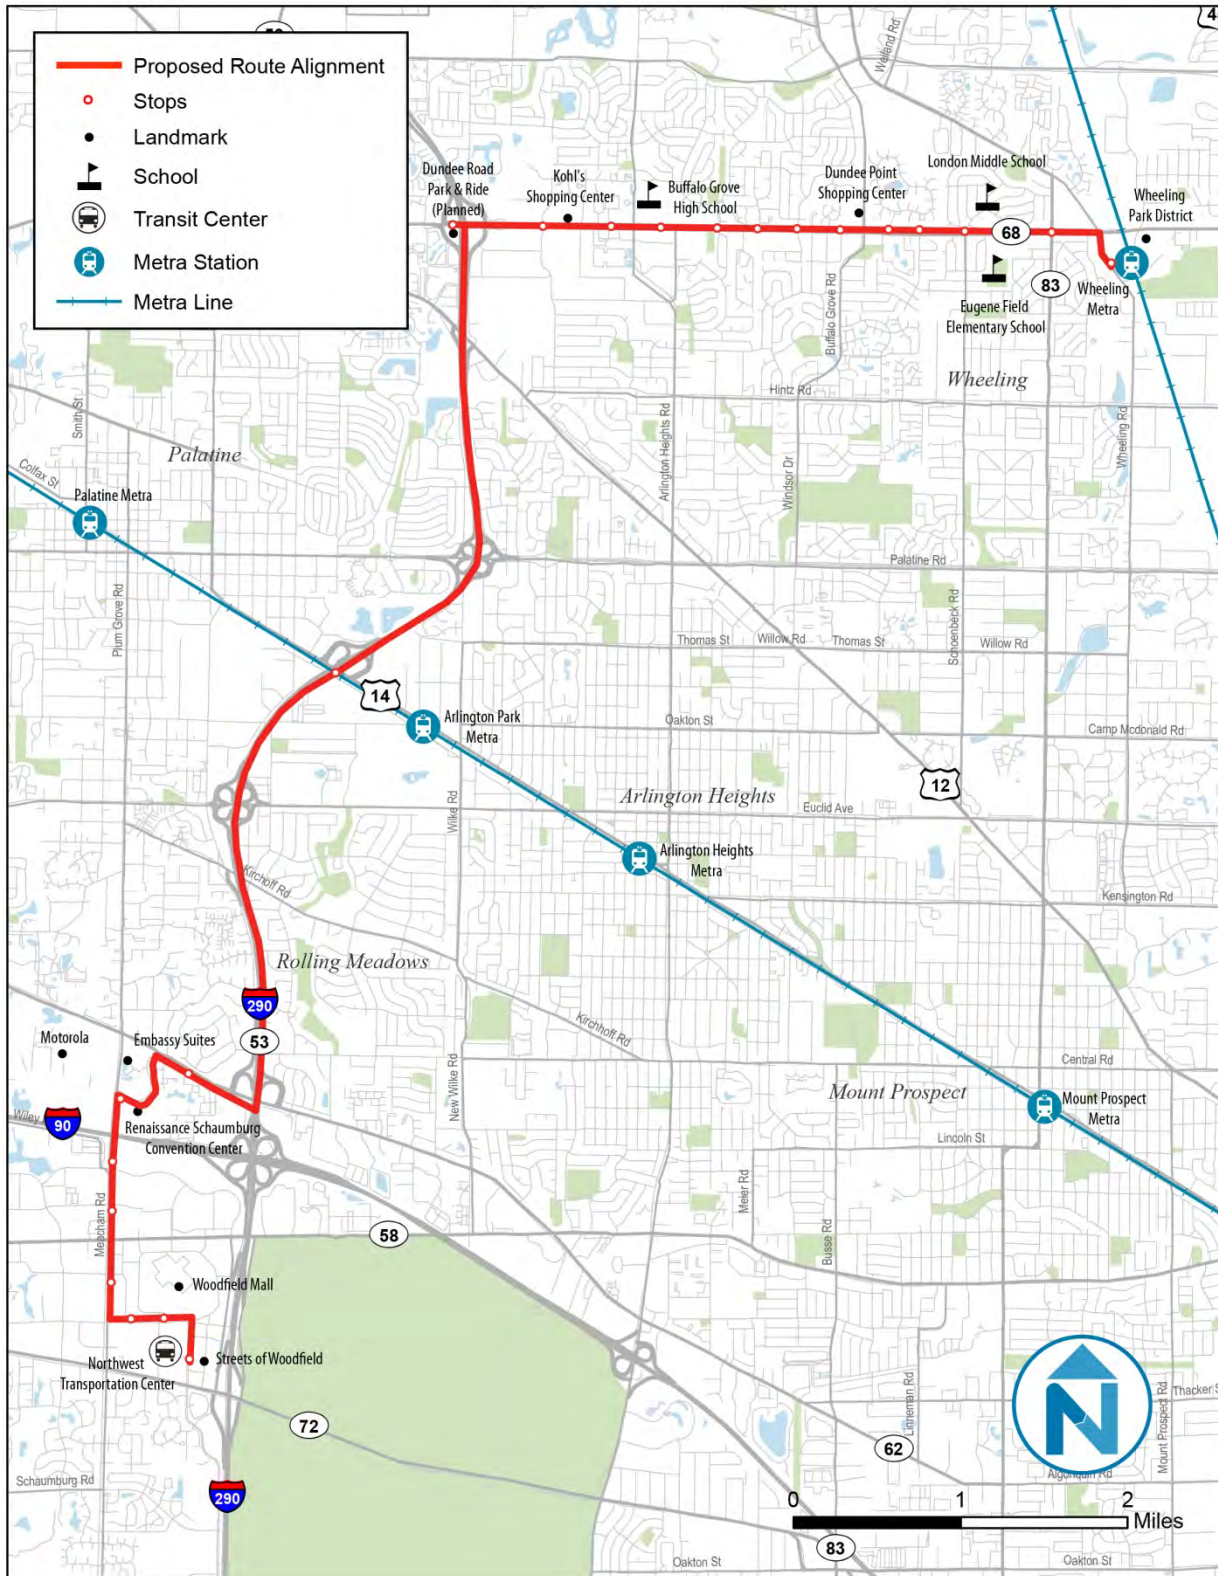 Proposed Route Alignment
Stops
Landmark
School
Transit Center
Metra Station
Metra Line
4
Weiland Rd
Dundee Road
Park & Ride
(Planned)
Kohl's
Shopping Center
Buffalo Grove
High School
Dundee Point
Shopping Center
London Middle School
Wheeling
Park District
68
83
Eugene Field
Elementary School
Wheeling
Metra
Buffalo Grove Rd
Wheeling
Hintz Rd
Smith St
Arlington Heights Rd
Windsor Dr
Wheeling Rd
Palatine
Colfax St
Palatine Metra
Palatine Rd
Plum Grove Rd
Schoenbeck Rd
Thomas St
Willow Rd
Thomas St
Willow Rd
14
Arlington Park
Metra
Oakton St
Camp Mcdonald Rd
12
Arlington Heights
Euclid Ave
Wilke Rd
Arlington Heights
Metra
Kirchoff Rd
Kensington Rd
Rolling Meadows
290
53
Kirchhoff Rd
Motorola
Embassy Suites
Central Rd
New Wilke Rd
Mount Prospect
Mount Prospect
Metra
Wiley
90
Renaissance Schaumburg
Convention Center
Lincoln St
Meier Rd
Meacham Rd
Busse Rd
58
Woodfield Mall
Northwest
Transportation Center
Streets of Woodfield
N
Linneman Rd
Mount Prospect Rd
Thacker S
72
62
Schaumburg Rd
Algonquin Rd
290
0
1
2
Miles
83
Oakton St
Oakton St